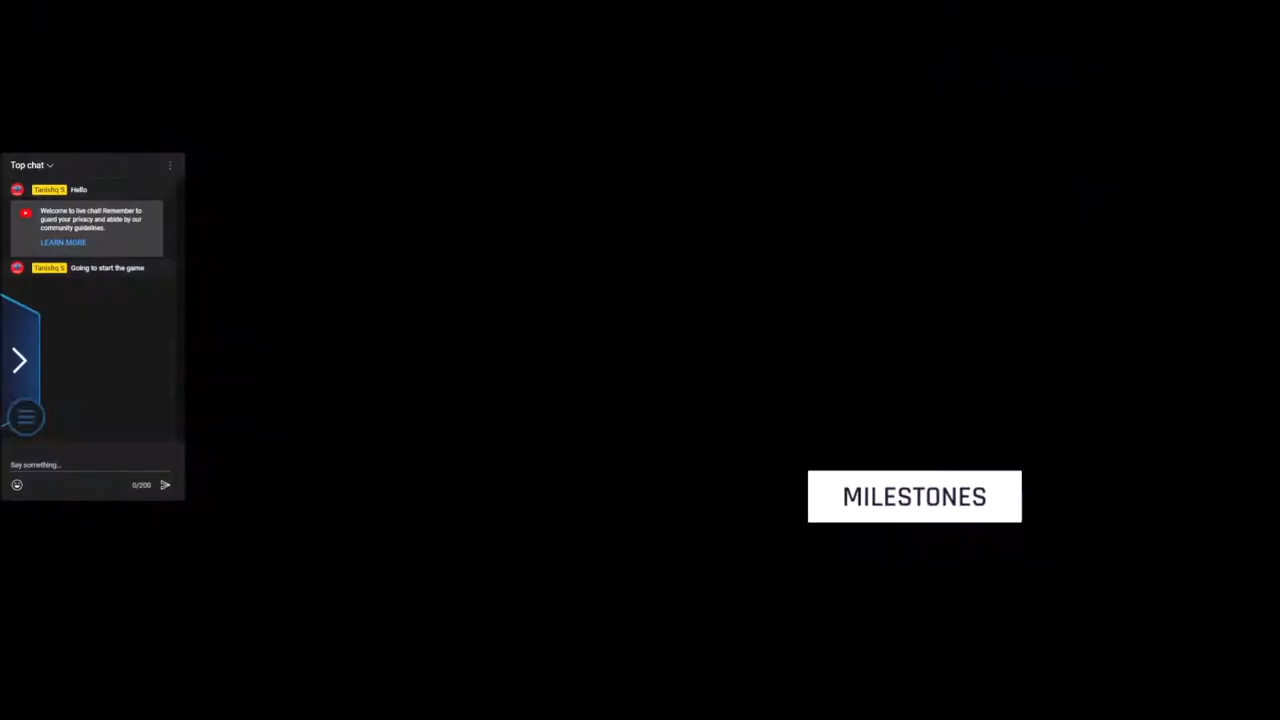 Top chat
Tanishq S Hello
Welcome to live chat! Remember to
guard your privacy and abide by our
community guidelines.
LEARN MORE
Tanishq S Going to start the game
Say something...
0/200
MILESTONES